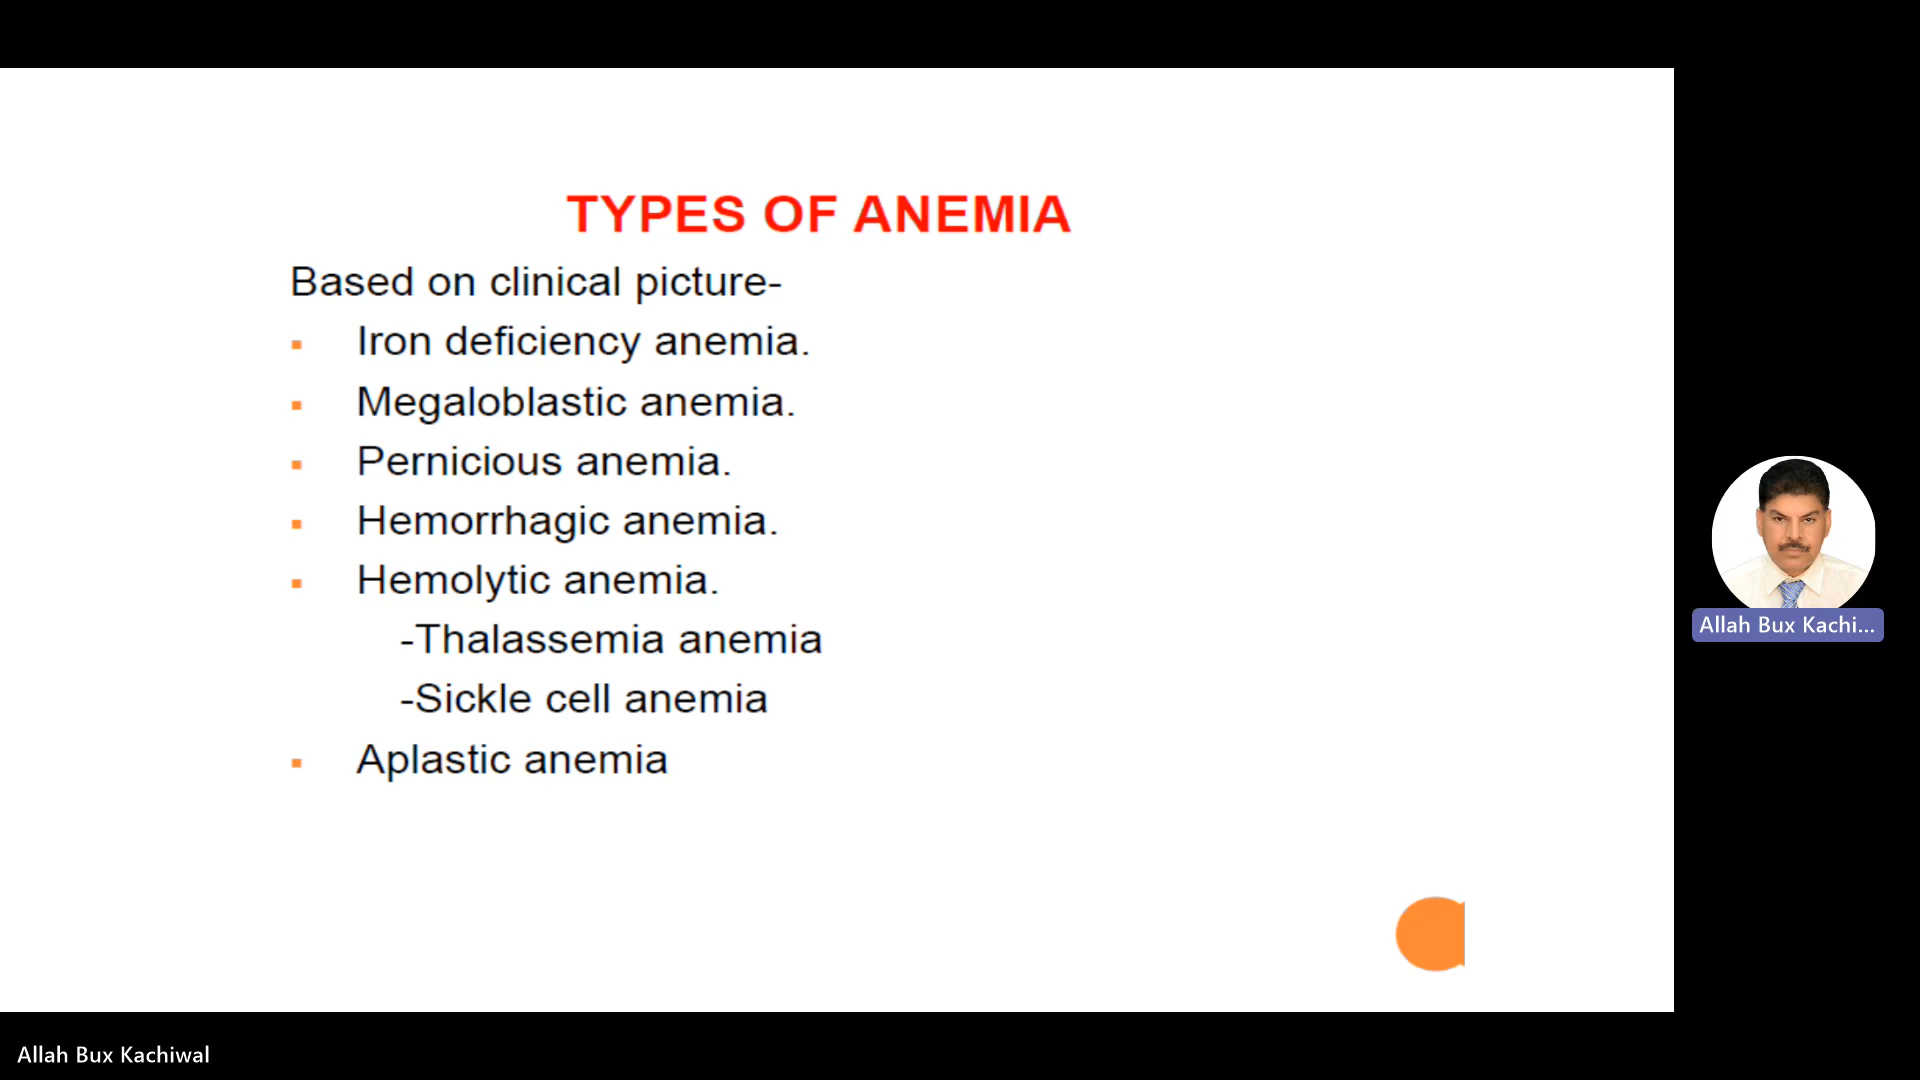 TYPES OF ANEMIA
Based on clinical picture-
▪ Iron deficiency anemia.
▪ Megaloblastic anemia.
▪ Pernicious anemia.
▪ Hemorrhagic anemia.
▪ Hemolytic anemia.
-Thalassemia anemia
-Sickle cell anemia
▪ Aplastic anemia
Allah Bux Kachi...
Allah Bux Kachiwal